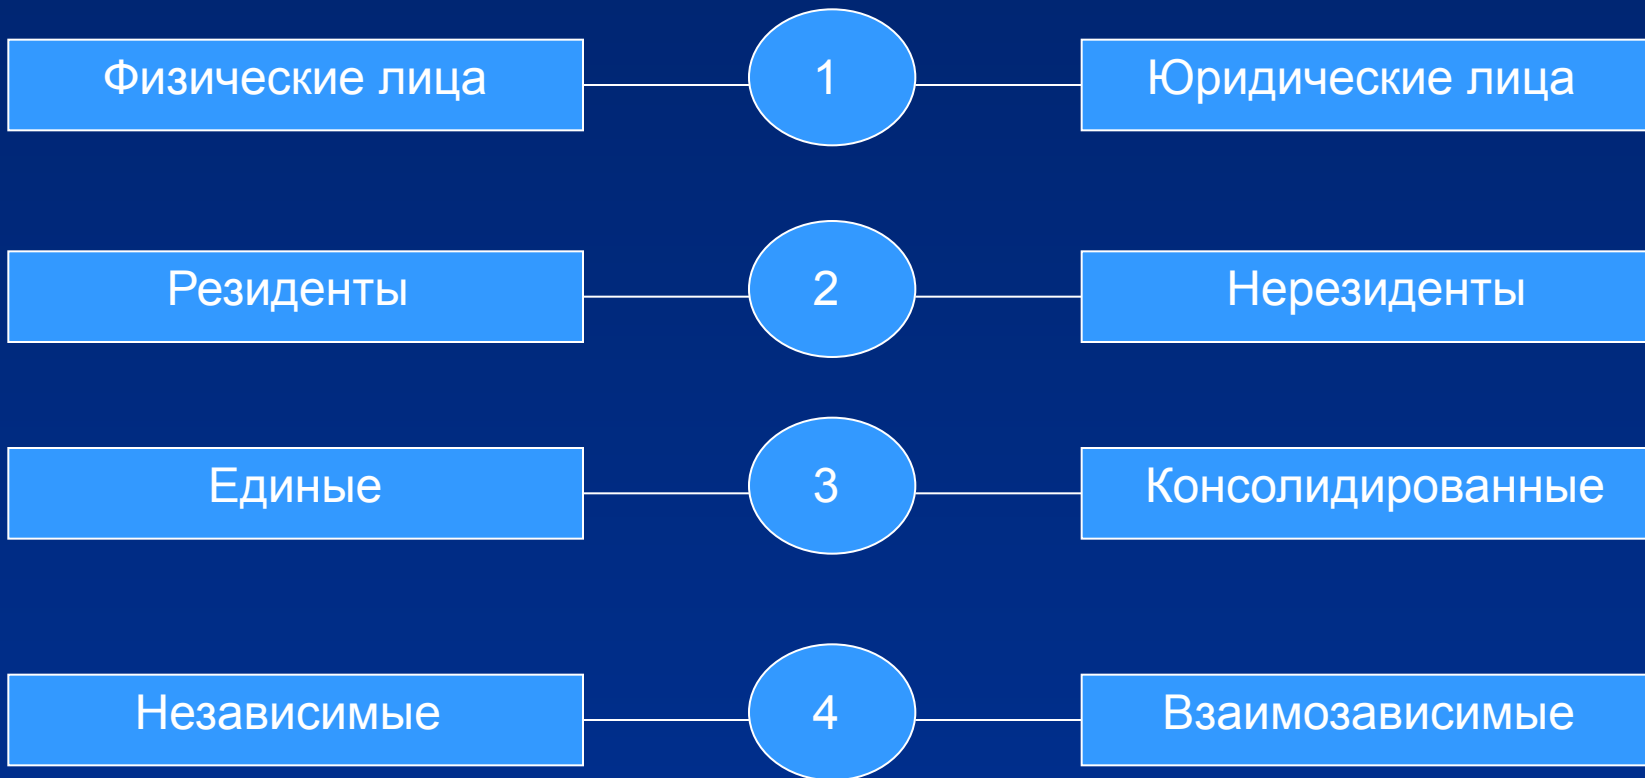 Физические лица
1
Юридические лица
Резиденты
2
Нерезиденты
Единые
3
Консолидированные
Независимые
4
Взаимозависимые